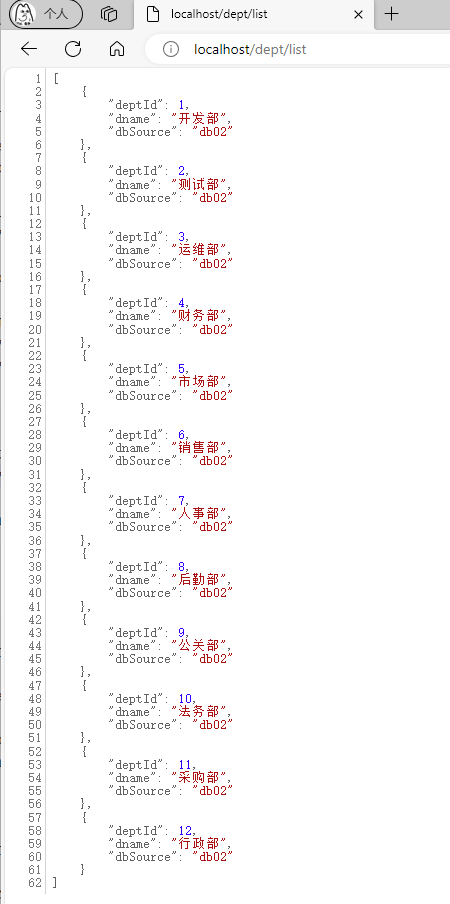 个人
localhost/dept/list
localhost/dept/list
1 [
2     {
3         "deptId": 1,
4         "dname": "开发部",
5         "dbSource": "db02"
6     },
7     {
8         "deptId": 2,
9         "dname": "测试部",
10         "dbSource": "db02"
11     },
12     {
13         "deptId": 3,
14         "dname": "运维部",
15         "dbSource": "db02"
16     },
17     {
18         "deptId": 4,
19         "dname": "财务部",
20         "dbSource": "db02"
21     },
22     {
23         "deptId": 5,
24         "dname": "市场部",
25         "dbSource": "db02"
26     },
27     {
28         "deptId": 6,
29         "dname": "销售部",
30         "dbSource": "db02"
31     },
32     {
33         "deptId": 7,
34         "dname": "人事部",
35         "dbSource": "db02"
36     },
37     {
38         "deptId": 8,
39         "dname": "后勤部",
40         "dbSource": "db02"
41     },
42     {
43         "deptId": 9,
44         "dname": "公关部",
45         "dbSource": "db02"
46     },
47     {
48         "deptId": 10,
49         "dname": "法务部",
50         "dbSource": "db02"
51     },
52     {
53         "deptId": 11,
54         "dname": "采购部",
55         "dbSource": "db02"
56     },
57     {
58         "deptId": 12,
59         "dname": "行政部",
60         "dbSource": "db02"
61     }
62 ]